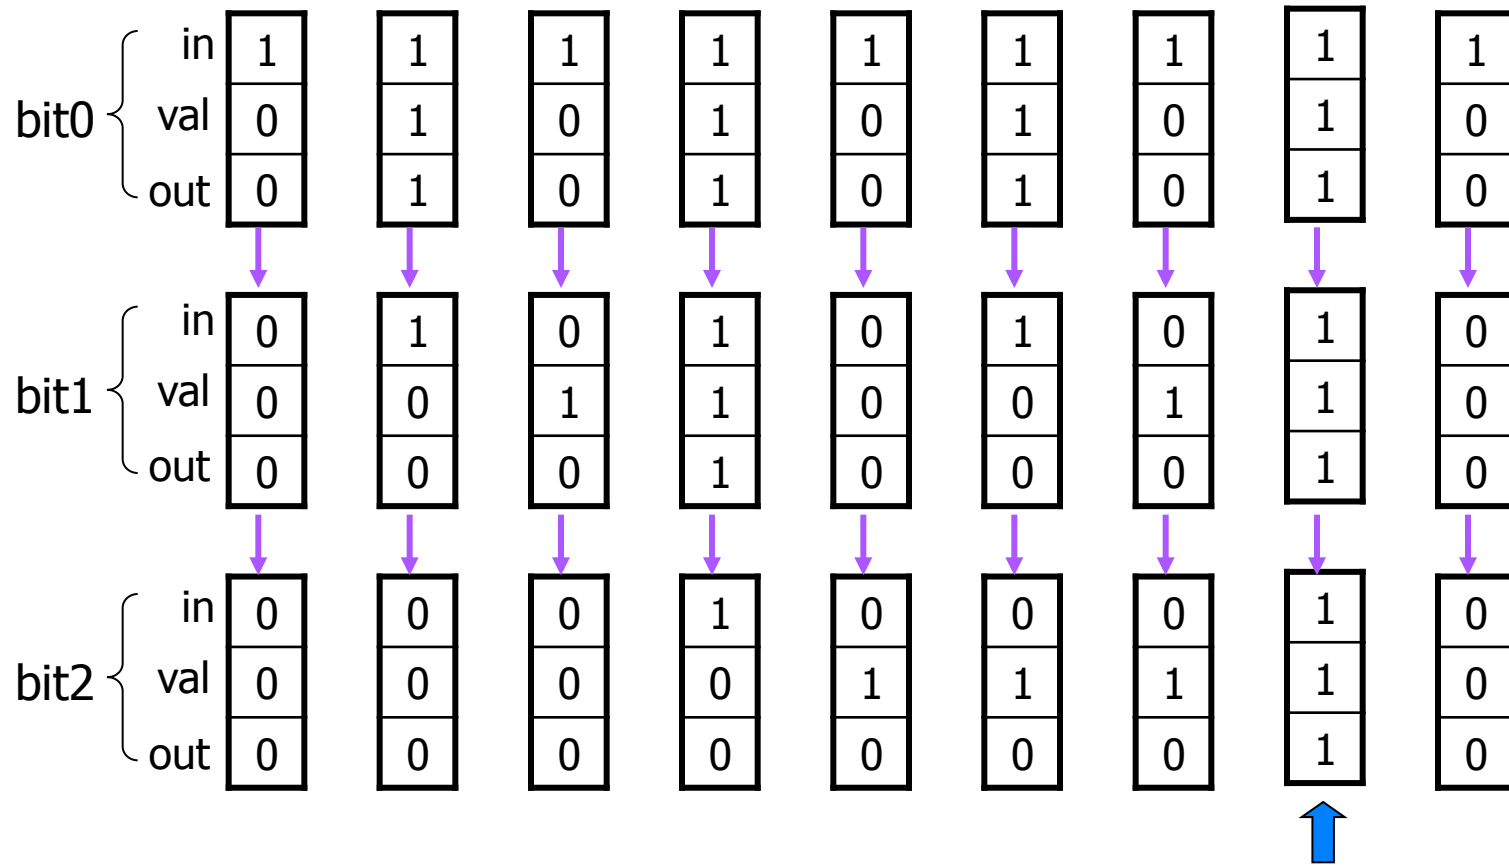 in 1 1 1 1 1 1 1 1 1
bit0 val 0 1 0 1 0 1 0 1 0
out 0 1 0 1 0 1 0 1 0
in 0 1 0 1 0 1 0 1 0
bit1 val 0 0 1 1 0 0 1 1 0
out 0 0 0 1 0 0 0 1 0
in 0 0 0 1 0 0 0 1 0
bit2 val 0 0 0 0 1 1 1 1 0
out 0 0 0 0 0 0 0 1 0